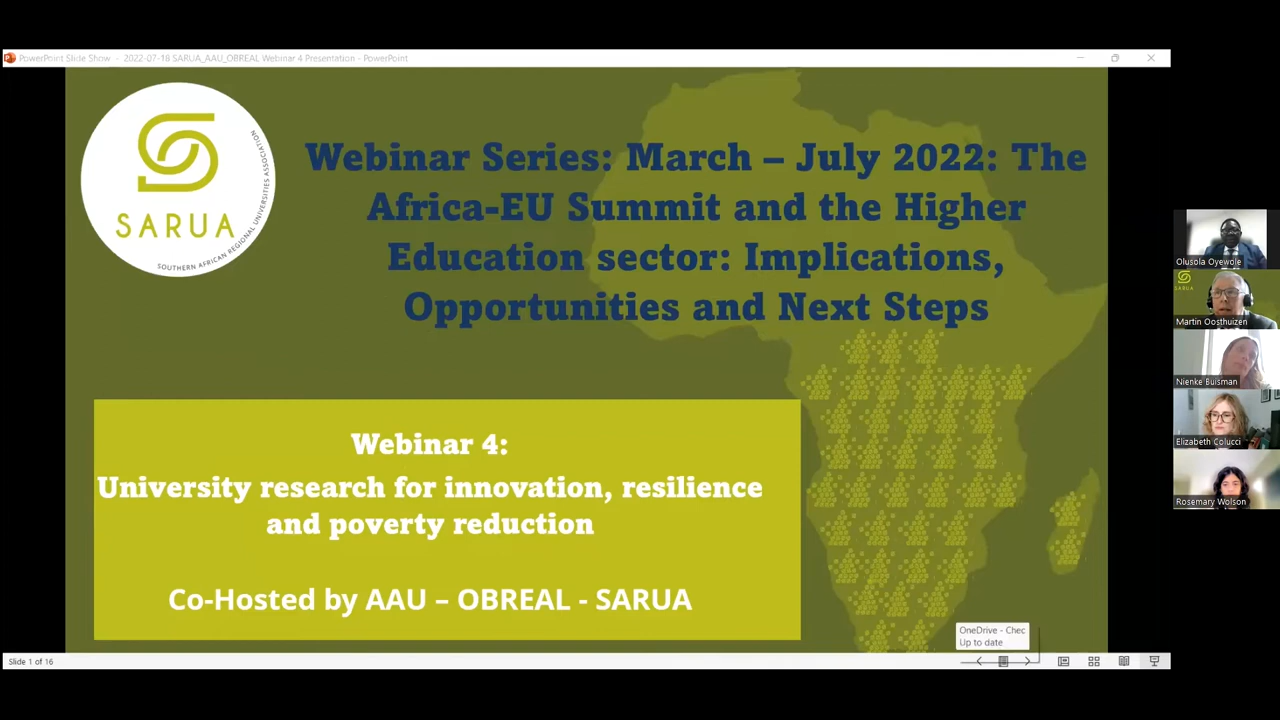 PowerPoint Slide Show - 2022-07-18 SARUA_AAU_OBREAL Webinar 4 Presentation - PowerPoint
SARUA
SOUTHERN AFRICAN REGIONAL UNIVERSITIES ASSOCIATION
Webinar Series: March – July 2022: The
Africa-EU Summit and the Higher
Education sector: Implications,
Opportunities and Next Steps
Webinar 4:
University research for innovation, resilience
and poverty reduction
Co-Hosted by AAU – OBREAL - SARUA
OneDrive - Chec
Up to date
Slide 1 of 16
Olusola Oyewole
SARUA
Martin Oosthuizen
Nienke Buisman
Elizabeth Colucci
Rosemary Wolson